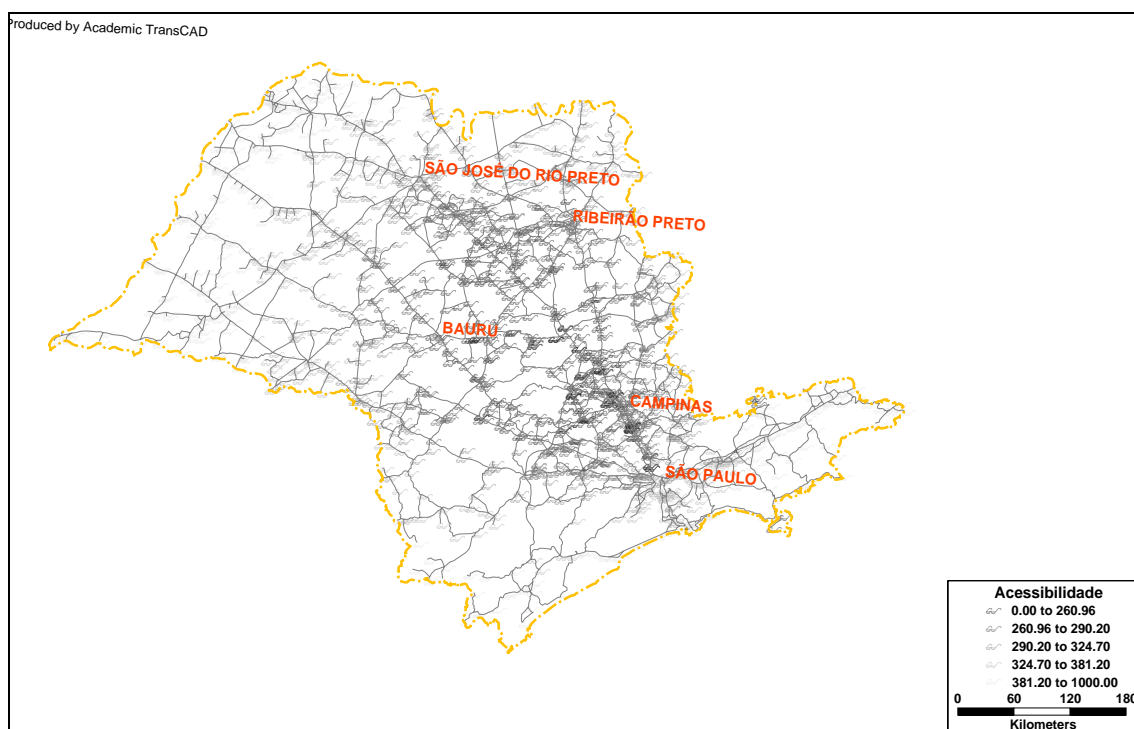 Produced by Academic TransCAD
SÃO JOSÉ DO RIO PRETO
RIBEIRÃO PRETO
BAURU
CAMPINAS
SÃO PAULO
Acessibilidade
0.00 to 260.96
260.96 to 290.20
290.20 to 324.70
324.70 to 381.20
381.20 to 1000.00
0 60 120 180
Kilometers